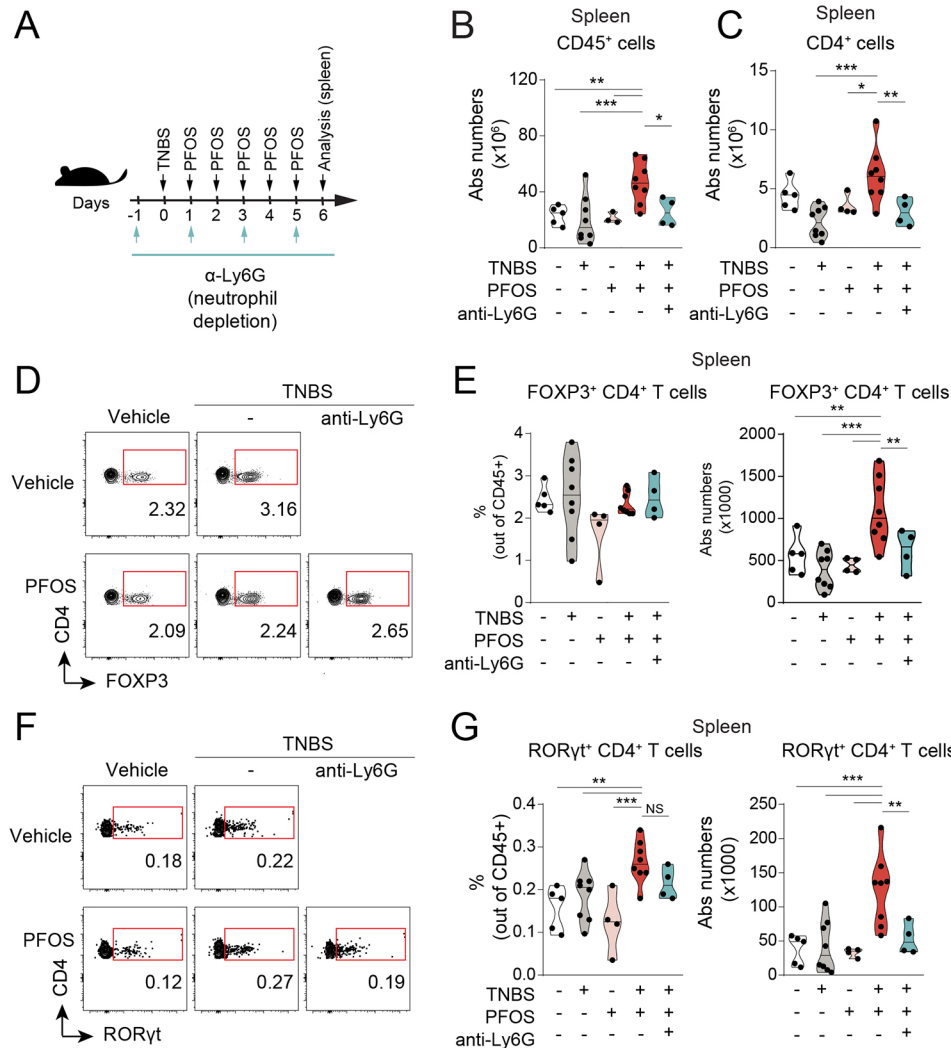 A
TNBS
PFOS
PFOS
PFOS
PFOS
PFOS
Analysis (spleen)
Days
-1 0 1 2 3 4 5 6
α-Ly6G
(neutrophil
depletion)
B
Spleen
CD45⁺ cells
Abs numbers
(x10⁶)
120
80
40
0
**
***
*
TNBS - + - + +
PFOS - - + + +
anti-Ly6G - - - - +
C
Spleen
CD4⁺ cells
Abs numbers
(x10⁶)
15
10
5
0
***
*
**
TNBS - + - + +
PFOS - - + + +
anti-Ly6G - - - - +
D
TNBS
Vehicle - anti-Ly6G
Vehicle
2.32 3.16
PFOS
2.09 2.24 2.65
CD4
FOXP3
E
Spleen
FOXP3⁺ CD4⁺ T cells
%
(out of CD45+)
4
3
2
1
0
TNBS - + - + +
PFOS - - + + +
anti-Ly6G - - - - +
FOXP3⁺ CD4⁺ T cells
Abs numbers
(x1000)
2000
1500
1000
500
0
**
***
**
- + - + +
- - + + +
- - - - +
F
TNBS
Vehicle - anti-Ly6G
Vehicle
0.18 0.22
PFOS
0.12 0.27 0.19
CD4
RORγt
G
Spleen
RORγt⁺ CD4⁺ T cells
%
(out of CD45+)
0.4
0.3
0.2
0.1
0.0
**
***
NS
TNBS - + - + +
PFOS - - + + +
anti-Ly6G - - - - +
RORγt⁺ CD4⁺ T cells
Abs numbers
(x1000)
250
200
150
100
50
0
***
**
- + - + +
- - + + +
- - - - +